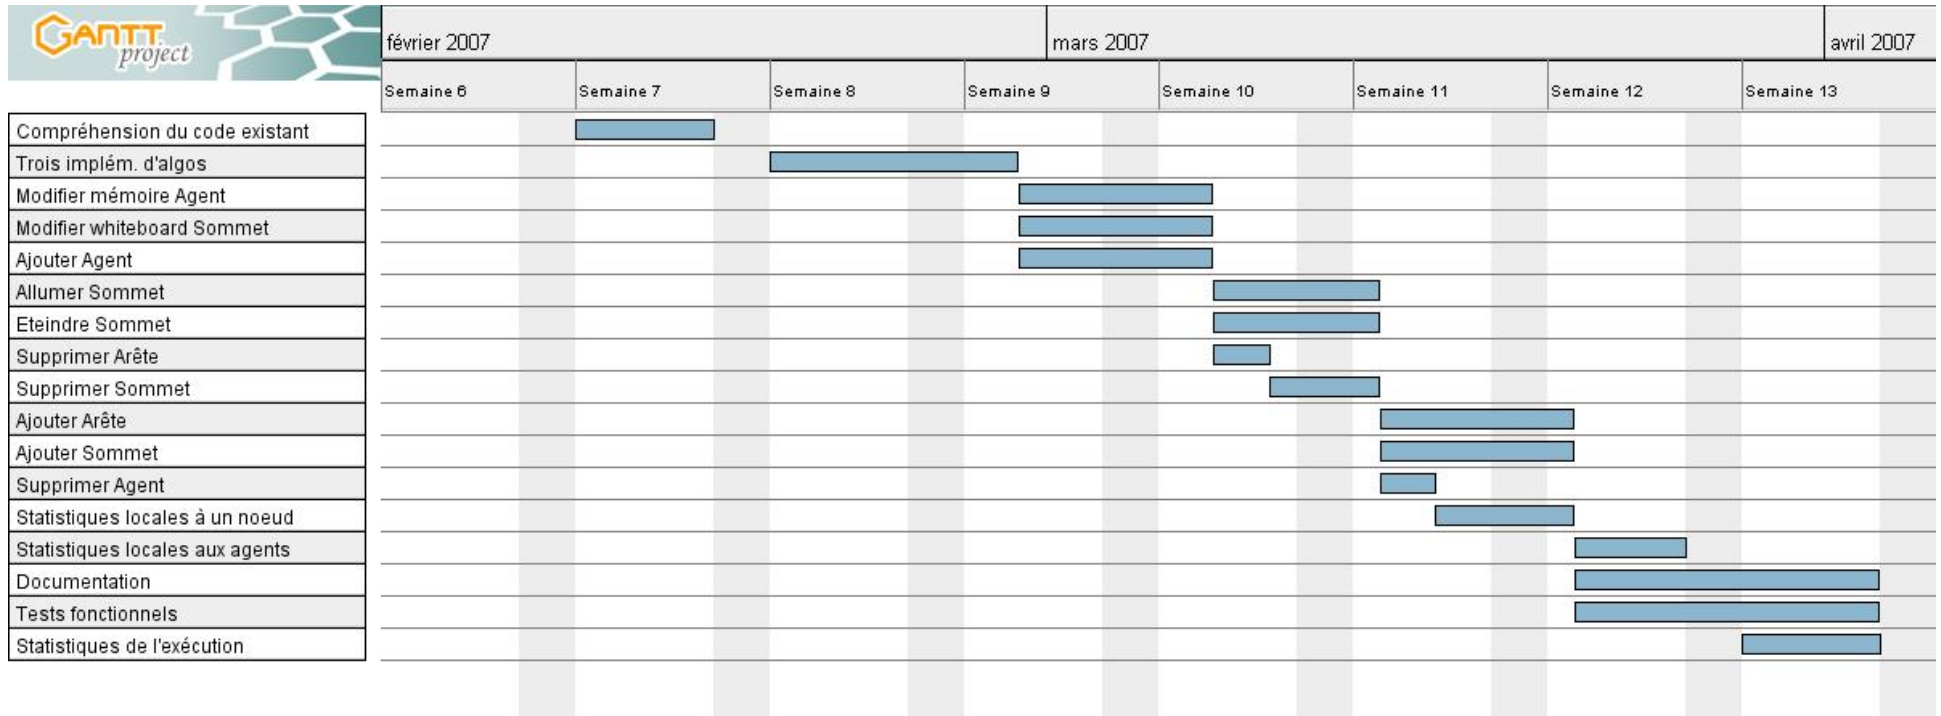 GANTT
project
février 2007 mars 2007 avril 2007
Semaine 6 Semaine 7 Semaine 8 Semaine 9 Semaine 10 Semaine 11 Semaine 12 Semaine 13
Compréhension du code existant
Trois implém. d'algos
Modifier mémoire Agent
Modifier whiteboard Sommet
Ajouter Agent
Allumer Sommet
Eteindre Sommet
Supprimer Arête
Supprimer Sommet
Ajouter Arête
Ajouter Sommet
Supprimer Agent
Statistiques locales à un noeud
Statistiques locales aux agents
Documentation
Tests fonctionnels
Statistiques de l'exécution